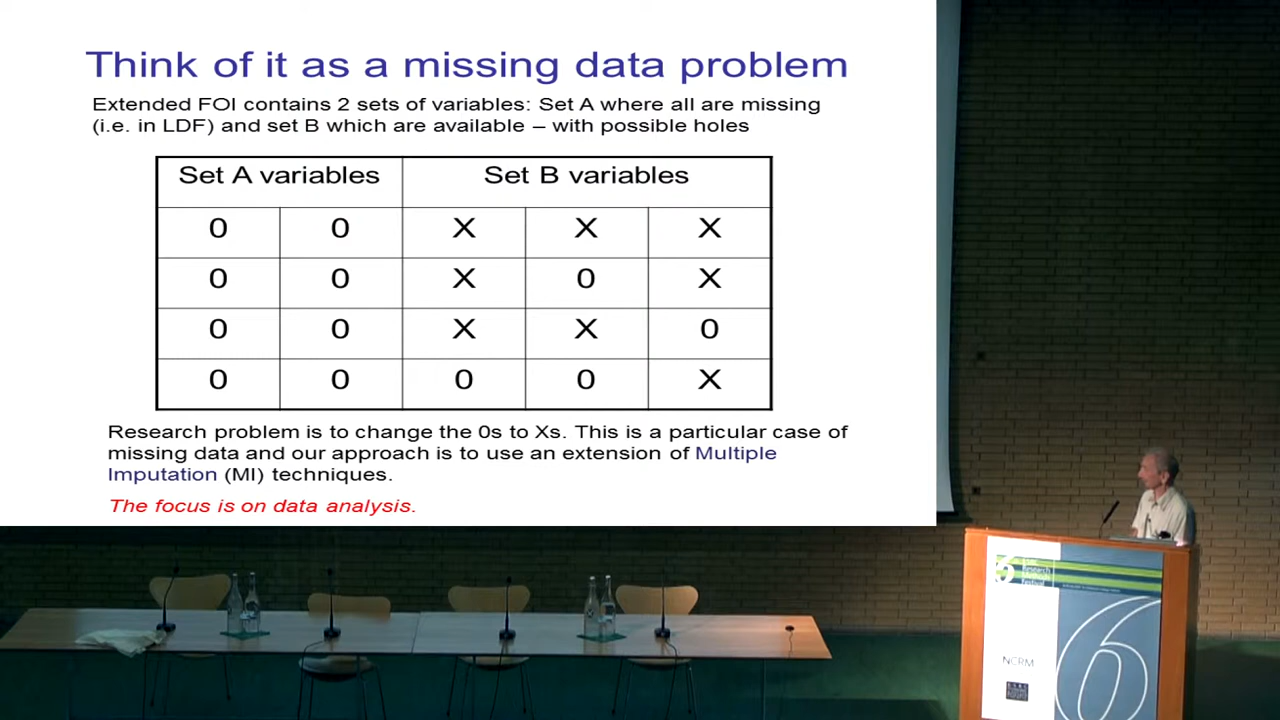 Think of it as a missing data problem
Extended FOI contains 2 sets of variables: Set A where all are missing
(i.e. in LDF) and set B which are available – with possible holes
Set A variables Set B variables
0 0 X X X
0 0 X 0 X
0 0 X X 0
0 0 0 0 X
Research problem is to change the 0s to Xs. This is a particular case of
missing data and our approach is to use an extension of Multiple
Imputation (MI) techniques.
The focus is on data analysis.
6
Research
Festival
6
NCRM